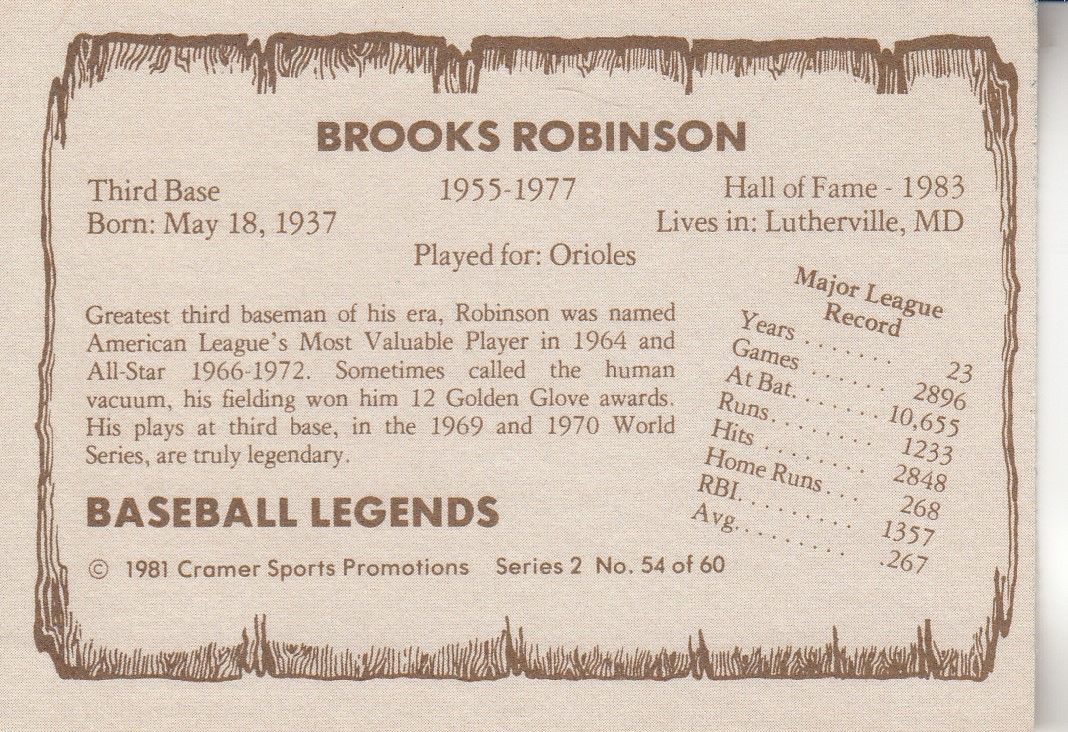 BROOKS ROBINSON
Third Base 1955-1977 Hall of Fame - 1983
Born: May 18, 1937 Lives in: Lutherville, MD
Played for: Orioles
Greatest third baseman of his era, Robinson was named
American League's Most Valuable Player in 1964 and
All-Star 1966-1972. Sometimes called the human
vacuum, his fielding won him 12 Golden Glove awards.
His plays at third base, in the 1969 and 1970 World
Series, are truly legendary.
Major League
Record
Years ........ 23
Games ....... 2896
At Bat........ 10,655
Runs......... 1233
Hits ......... 2848
Home Runs... 268
RBI.......... 1357
Avg.......... .267
BASEBALL LEGENDS
© 1981 Cramer Sports Promotions Series 2 No. 54 of 60